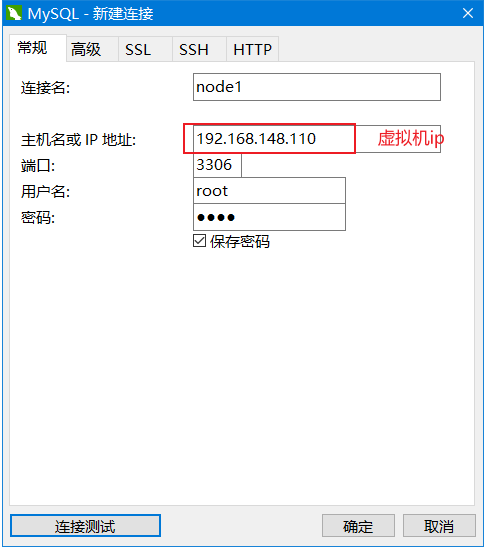 MySQL - 新建连接
常规 高级 SSL SSH HTTP
连接名: node1
主机名或 IP 地址: 192.168.148.110 虚拟机ip
端口: 3306
用户名: root
密码: ●●●●
保存密码
连接测试 确定 取消